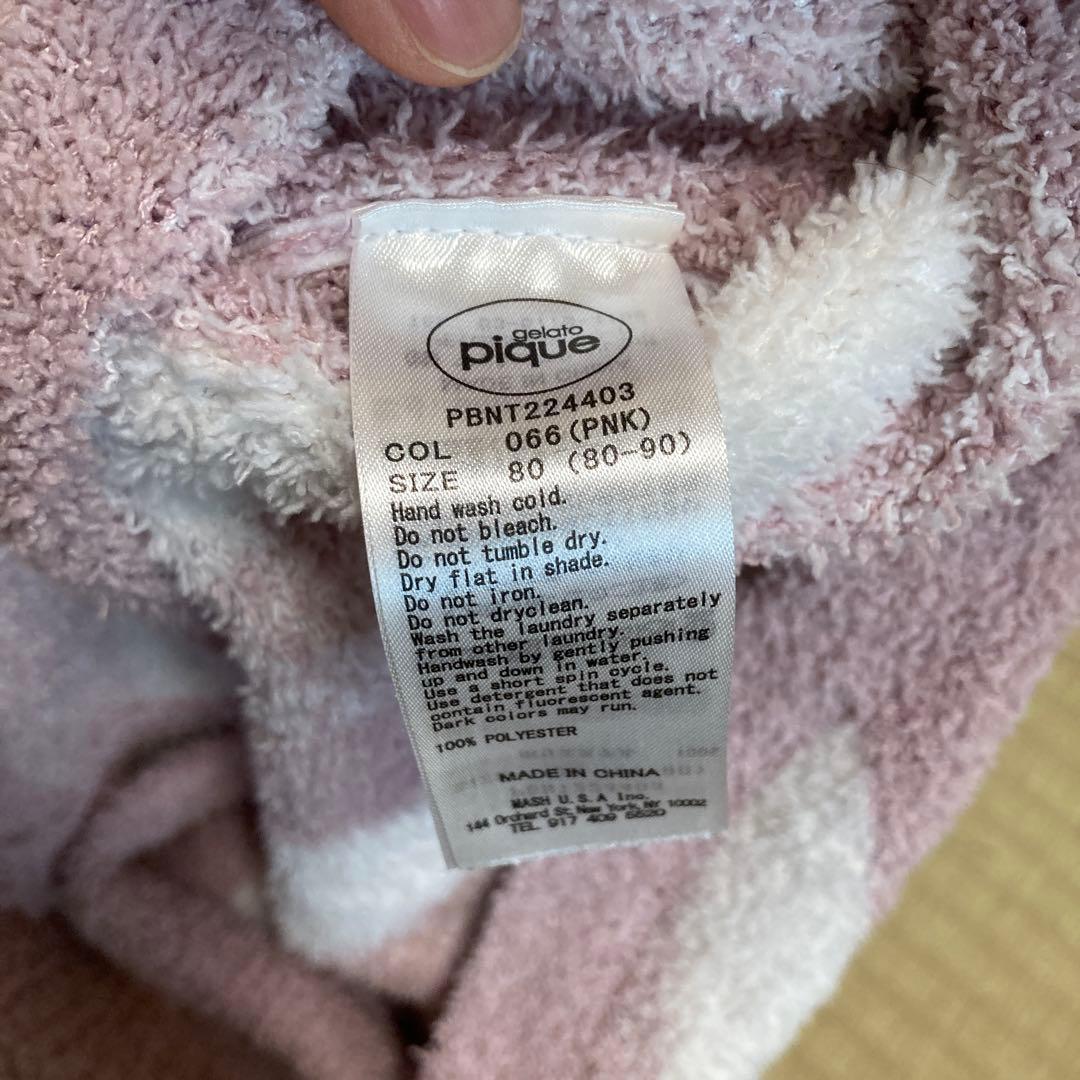 gelato
pique
PBNT224403
COL 066(PNK)
SIZE 80 (80-90)
Hand wash cold.
Do not bleach.
Do not tumble dry.
Dry flat in shade.
Do not iron.
Do not dryclean.
Wash the laundry separately
from other laundry.
Handwash by gently pushing
up and down in water.
Use a short spin cycle.
Use detergent that does not
contain fluorescent agent.
Dark colors may run.
100% POLYESTER
MADE IN CHINA
MASH U.S.A Inc.
144 Orchard St, New York, NY 10002
TEL 917 409 5520